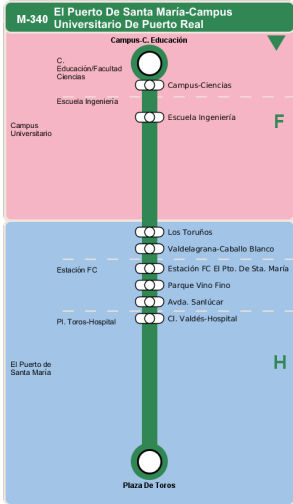 M-340 El Puerto De Santa María-Campus
Universitario De Puerto Real
Campus-C. Educación
C.
Educación/Facultad
Ciencias
Campus-Ciencias
Escuela Ingeniería
Escuela Ingeniería
F
Campus
Universitario
Los Toruños
Valdelagrana-Caballo Blanco
Estación FC
Estación FC El Pto. De Sta. María
Parque Vino Fino
Avda. Sanlúcar
Pl. Toros-Hospital
Cl. Valdés-Hospital
El Puerto de
Santa María
H
Plaza De Toros